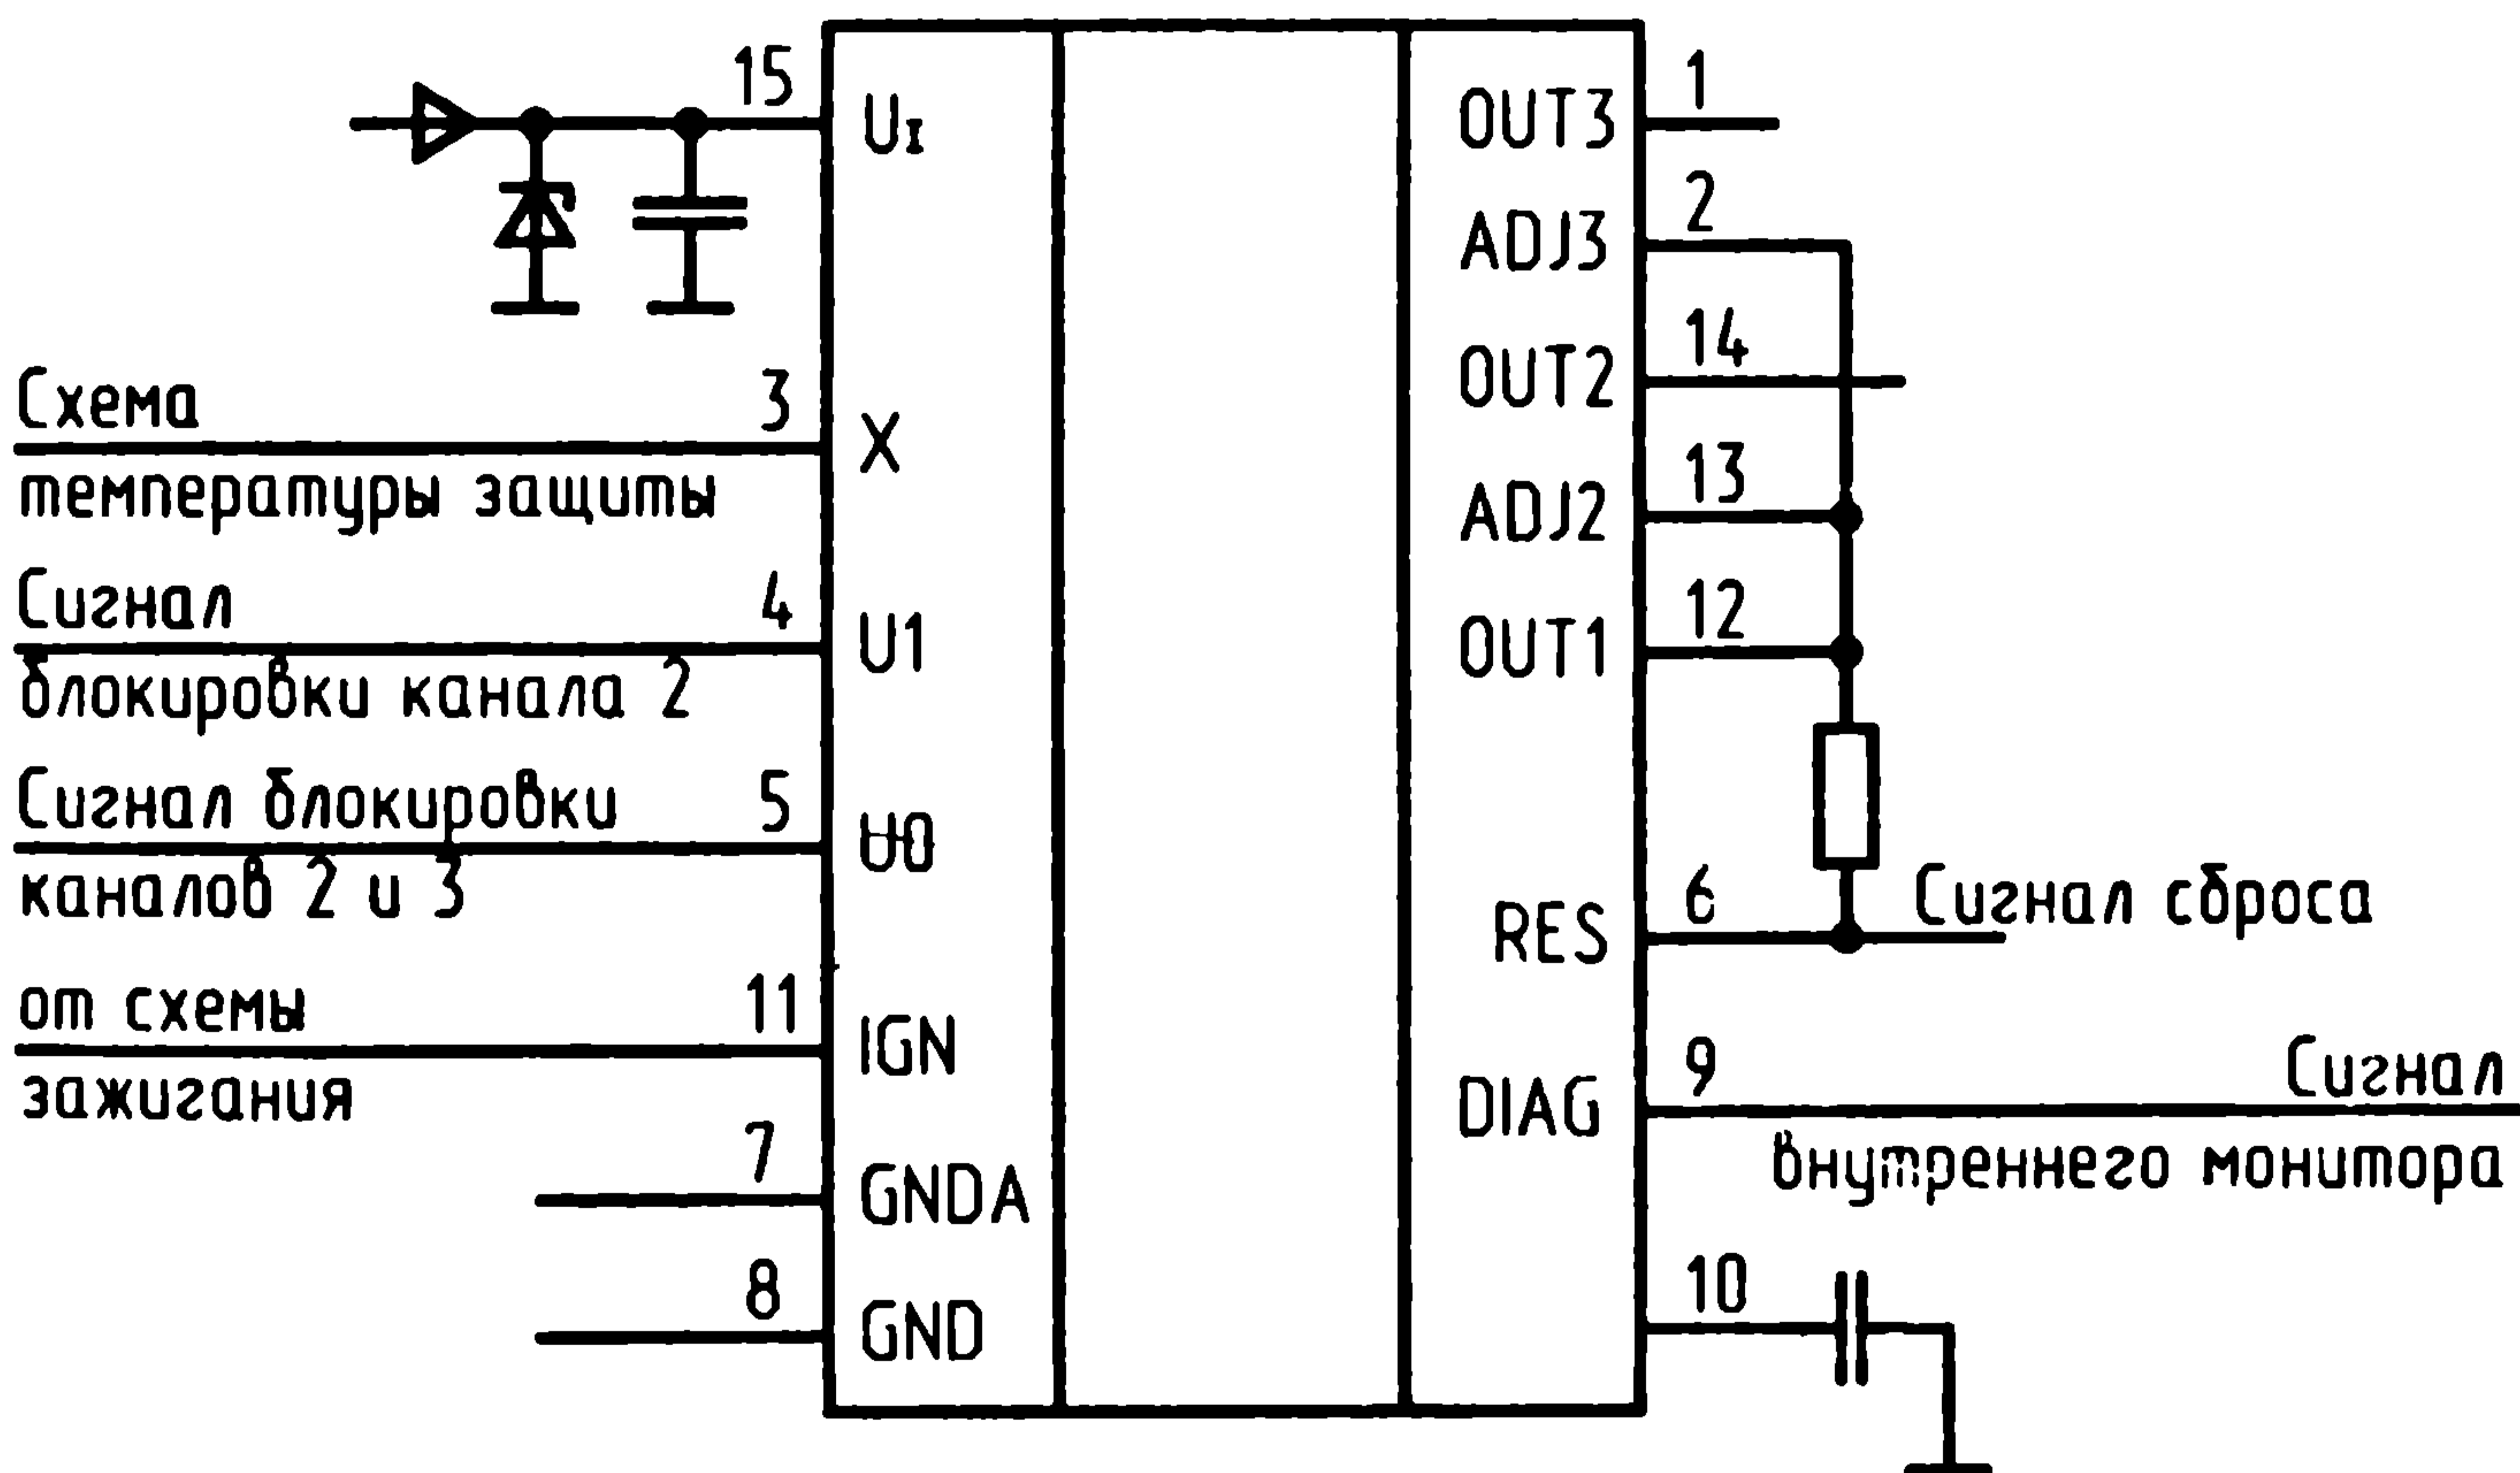 15
Uɪ
OUT3
1
ADJ3
2
Схема
3
температуры защиты
X
OUT2
14
ADJ2
13
Сигнал
4
блокировки канала 2
U1
OUT1
12
Сигнал блокировки
5
каналов 2 и 3
U0
RES
6
Сигнал сброса
от схемы
11
зажигания
IGN
DIAG
9
Сигнал
внутреннего монитора
7
GNDA
8
GND
10